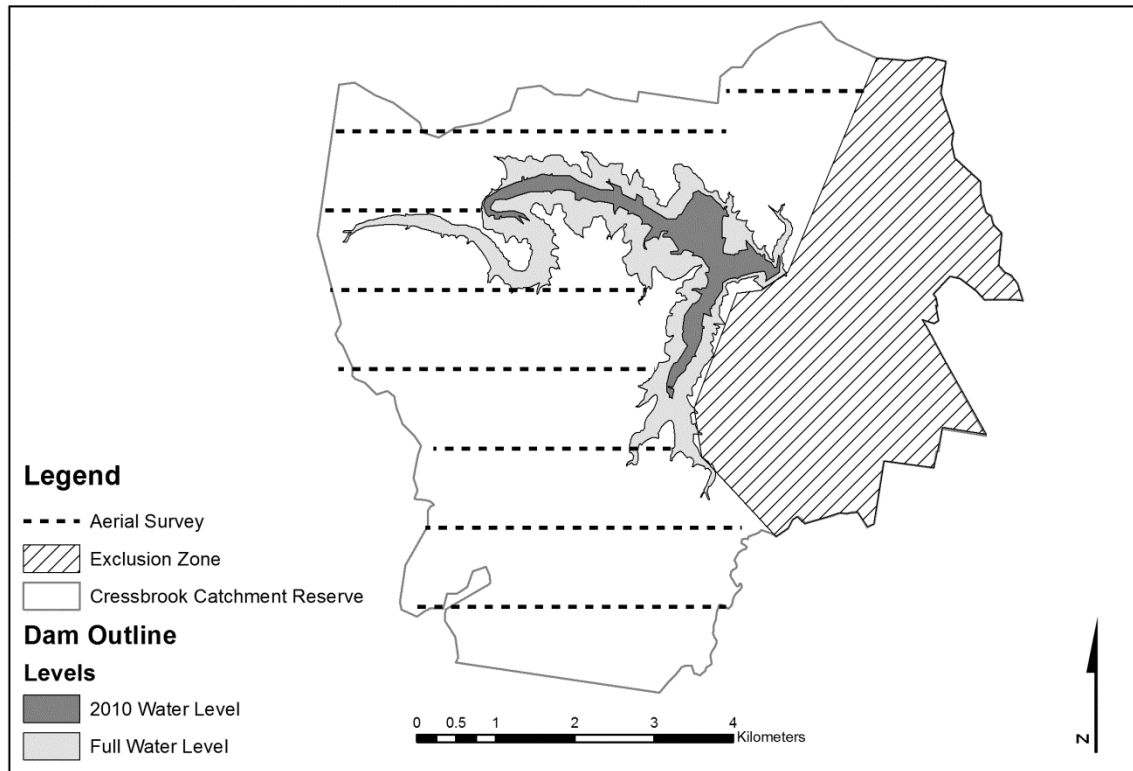 Legend
Aerial Survey
Exclusion Zone
Cressbrook Catchment Reserve
Dam Outline
Levels
2010 Water Level
Full Water Level
0 0.5 1 2 3 4
Kilometers
N